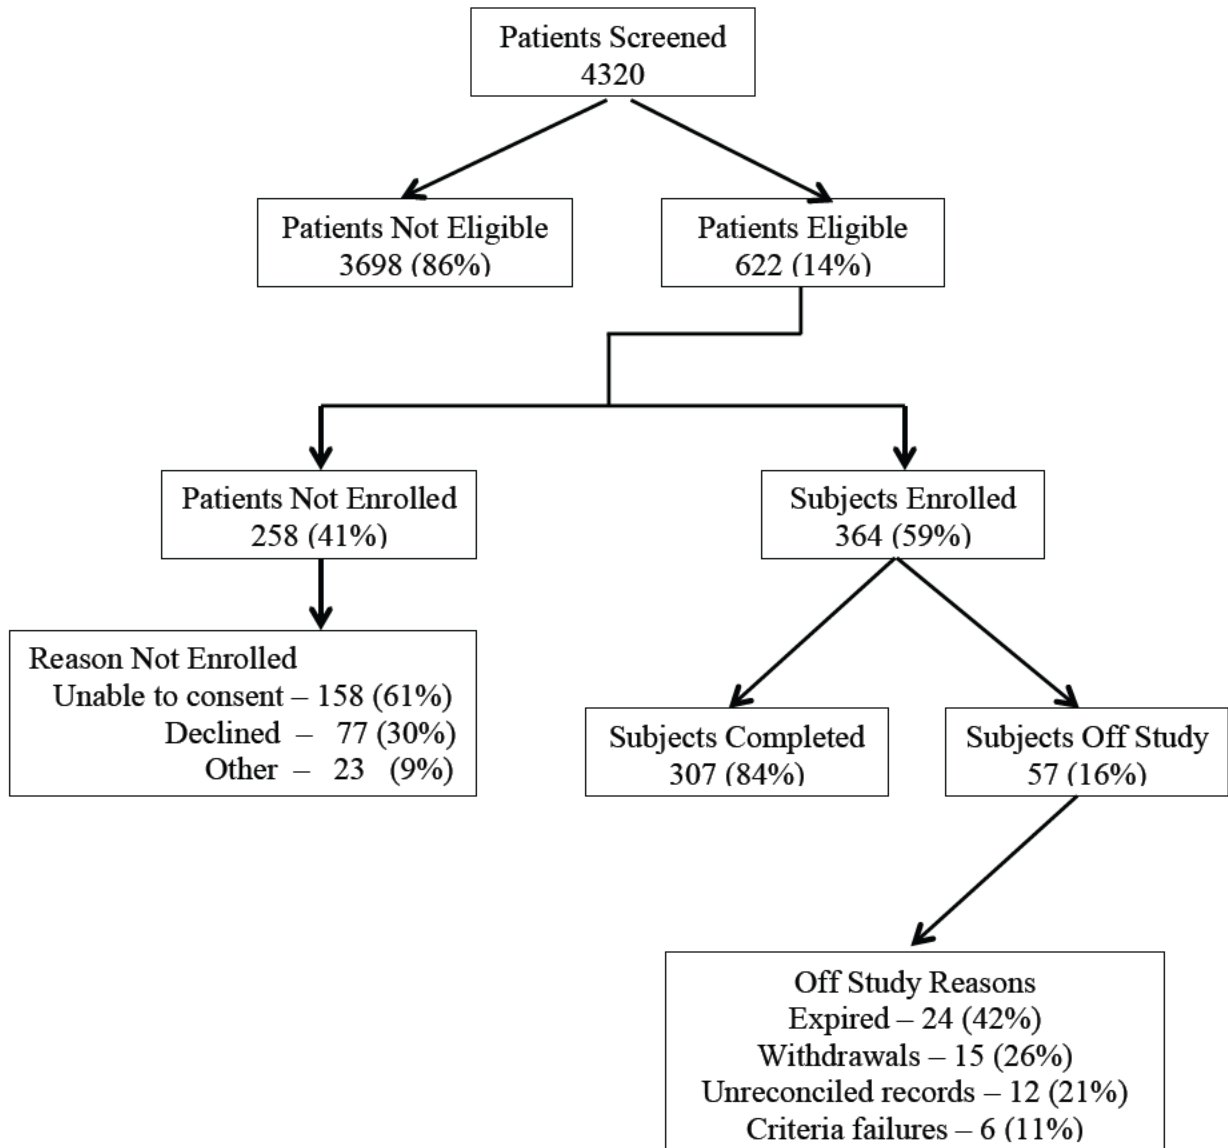 Patients Screened
4320
Patients Not Eligible
3698 (86%)
Patients Eligible
622 (14%)
Patients Not Enrolled
258 (41%)
Subjects Enrolled
364 (59%)
Reason Not Enrolled
Unable to consent – 158 (61%)
Declined – 77 (30%)
Other – 23 (9%)
Subjects Completed
307 (84%)
Subjects Off Study
57 (16%)
Off Study Reasons
Expired – 24 (42%)
Withdrawals – 15 (26%)
Unreconciled records – 12 (21%)
Criteria failures – 6 (11%)